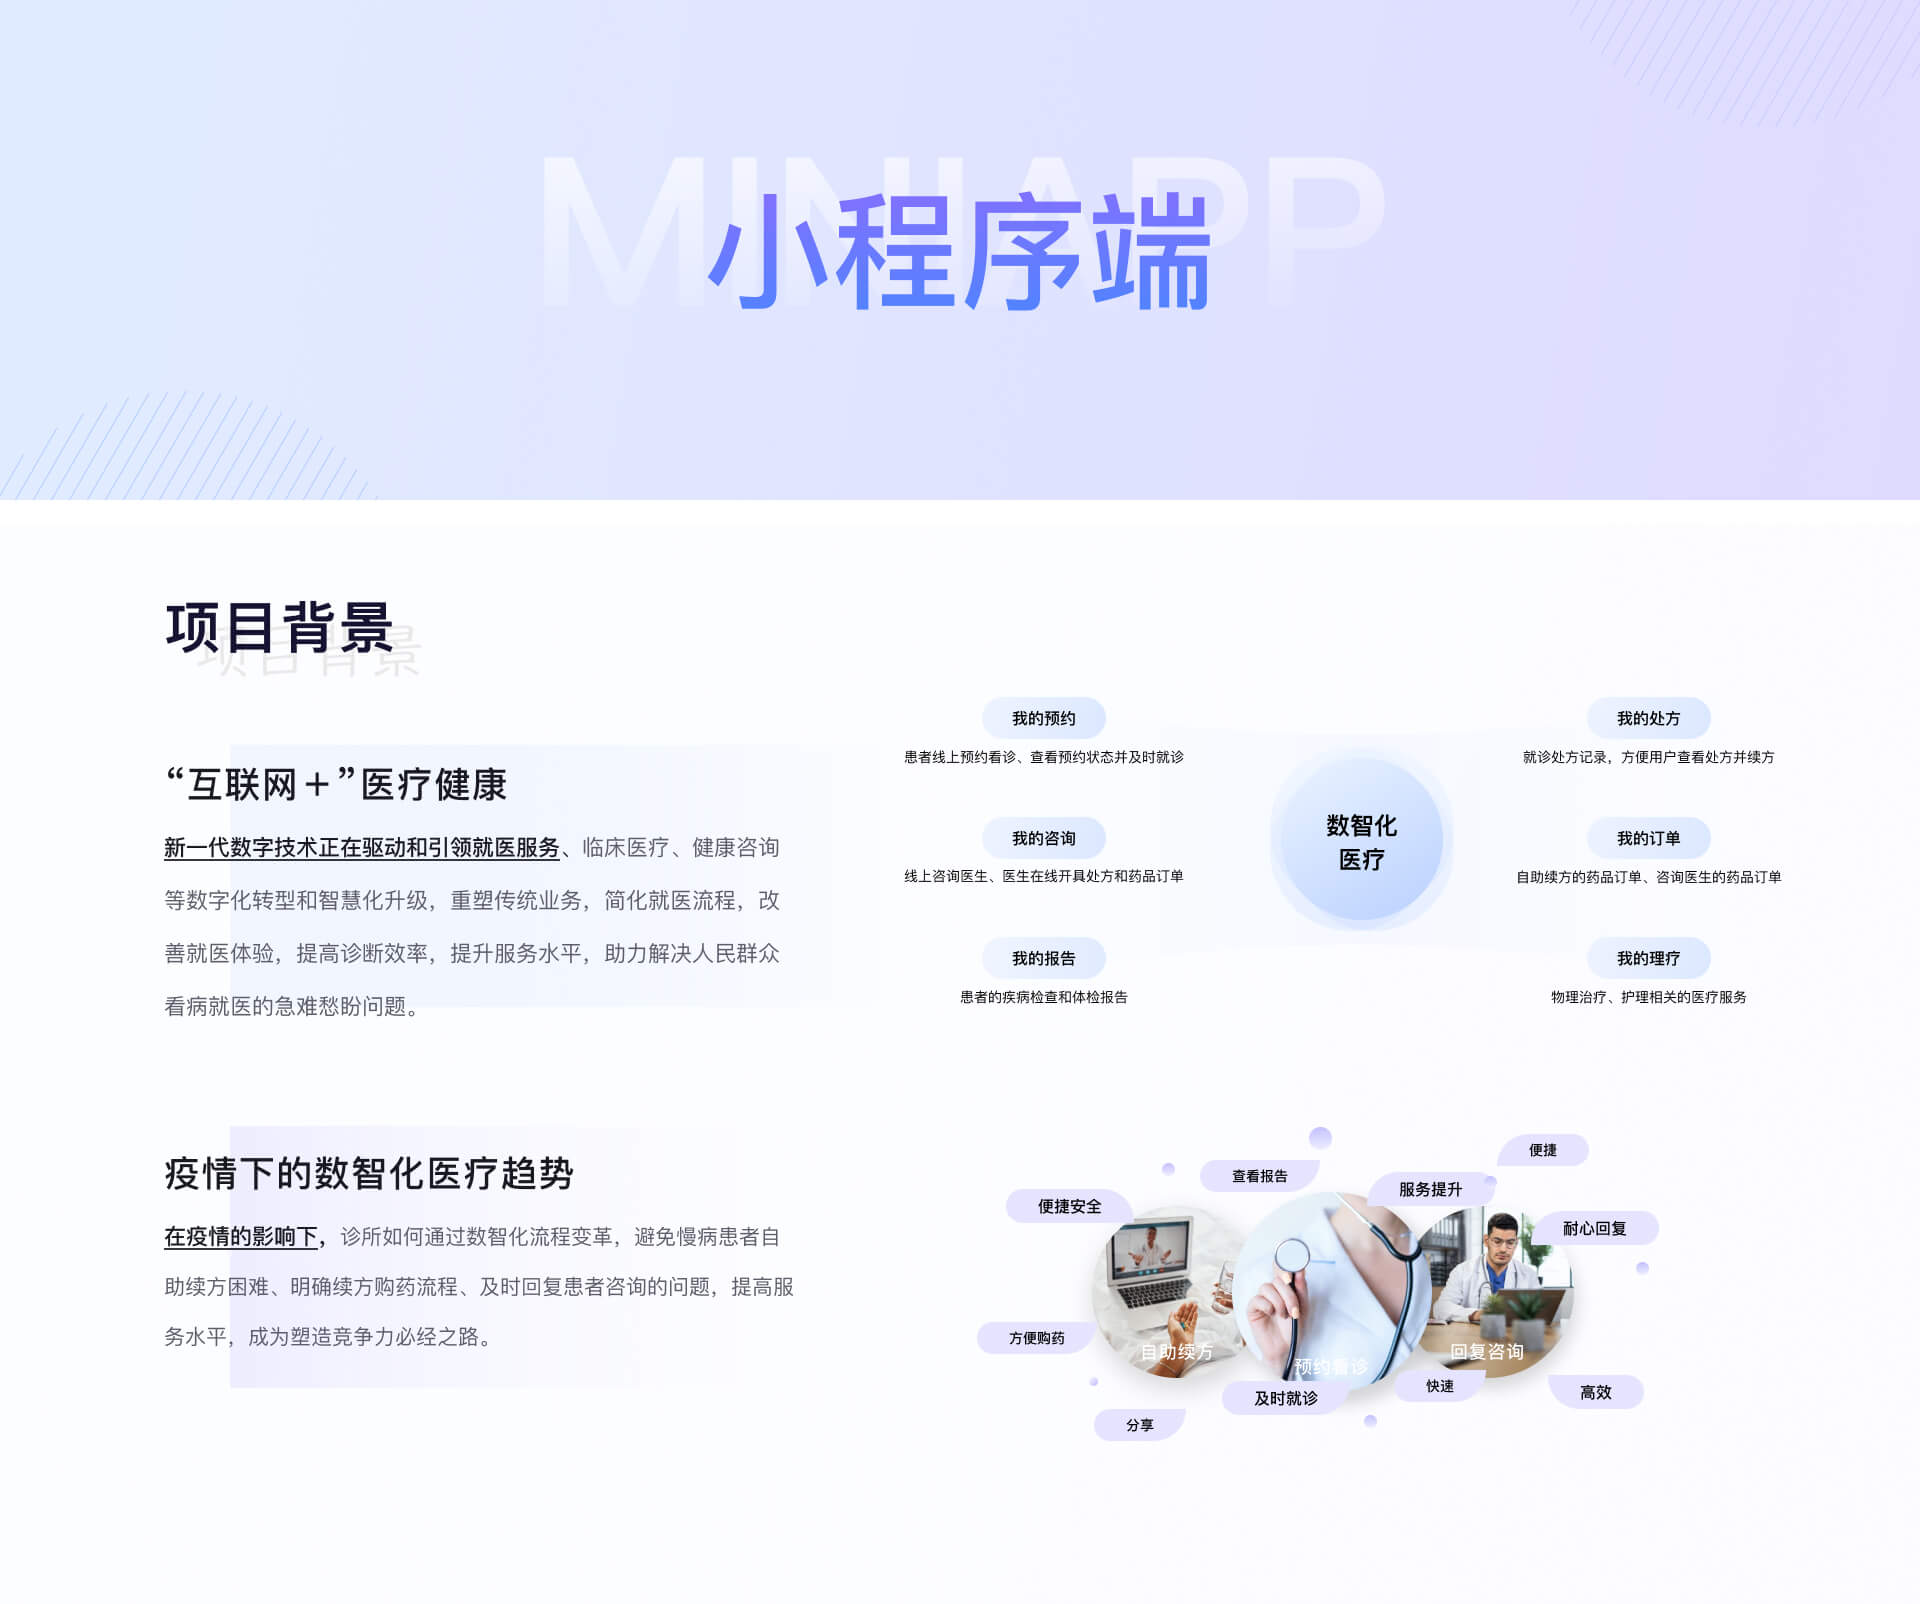 MINIAPP
小程序端
项目背景
项目背景
“互联网＋”医疗健康
新一代数字技术正在驱动和引领就医服务、临床医疗、健康咨询
等数字化转型和智慧化升级，重塑传统业务，简化就医流程，改
善就医体验，提高诊断效率，提升服务水平，助力解决人民群众
看病就医的急难愁盼问题。
我的预约
患者线上预约看诊、查看预约状态并及时就诊
我的咨询
线上咨询医生、医生在线开具处方和药品订单
我的报告
患者的疾病检查和体检报告
数智化
医疗
我的处方
就诊处方记录，方便用户查看处方并续方
我的订单
自助续方的药品订单、咨询医生的药品订单
我的理疗
物理治疗、护理相关的医疗服务
疫情下的数智化医疗趋势
在疫情的影响下，诊所如何通过数智化流程变革，避免慢病患者自
助续方困难、明确续方购药流程、及时回复患者咨询的问题，提高服
务水平，成为塑造竞争力必经之路。
便捷
查看报告
服务提升
便捷安全
耐心回复
方便购药
自助续方
预约看诊
回复咨询
及时就诊
快速
高效
分享